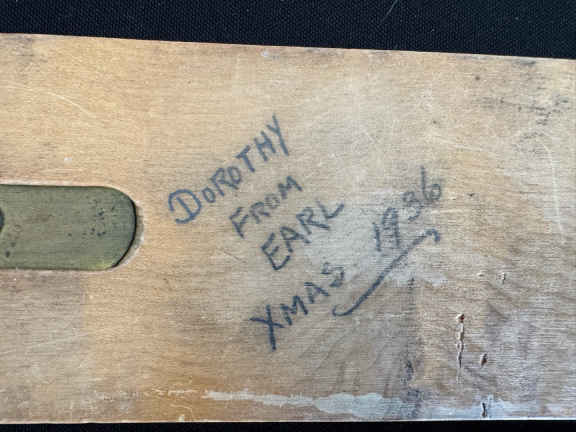 DOROTHY
FROM
EARL
XMAS 1936